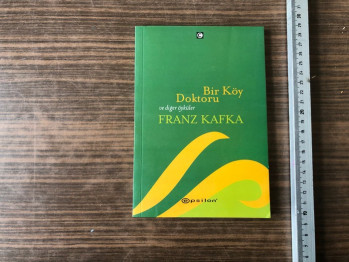 Bir Köy
Doktoru
ve diğer öyküler
FRANZ KAFKA
epsilon